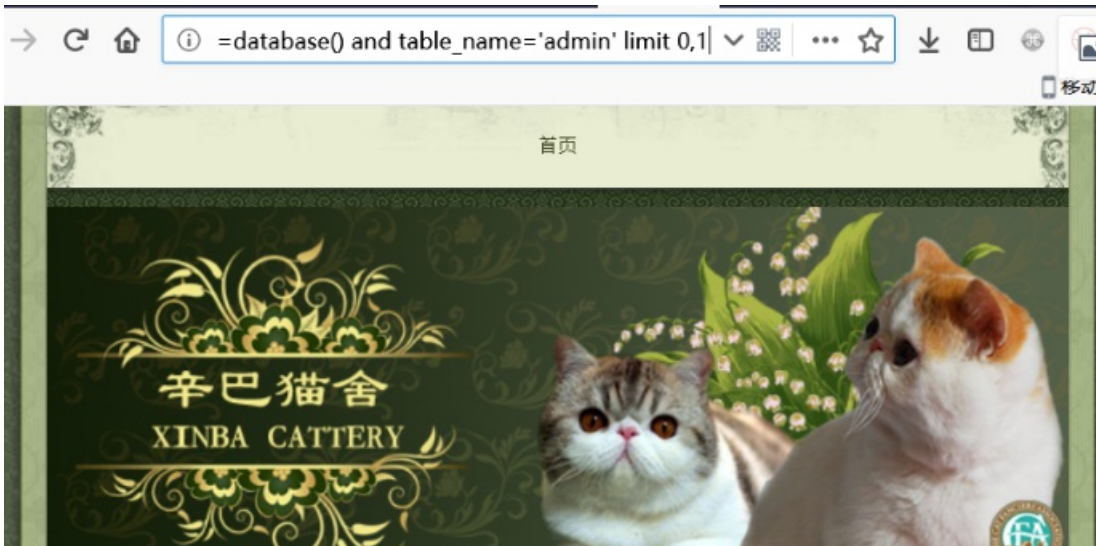 =database() and table_name='admin' limit 0,1
移动
首页
辛巴猫舍
XINBA CATTERY